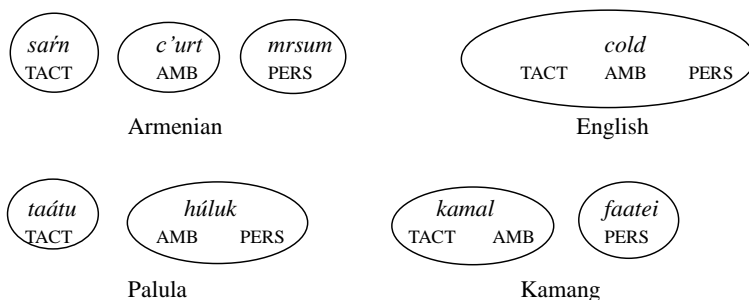 saŕn c’urt mrsum cold
TACT AMB PERS TACT AMB PERS
Armenian English
taátu húluk kamal faatei
TACT AMB PERS TACT AMB PERS
Palula Kamang